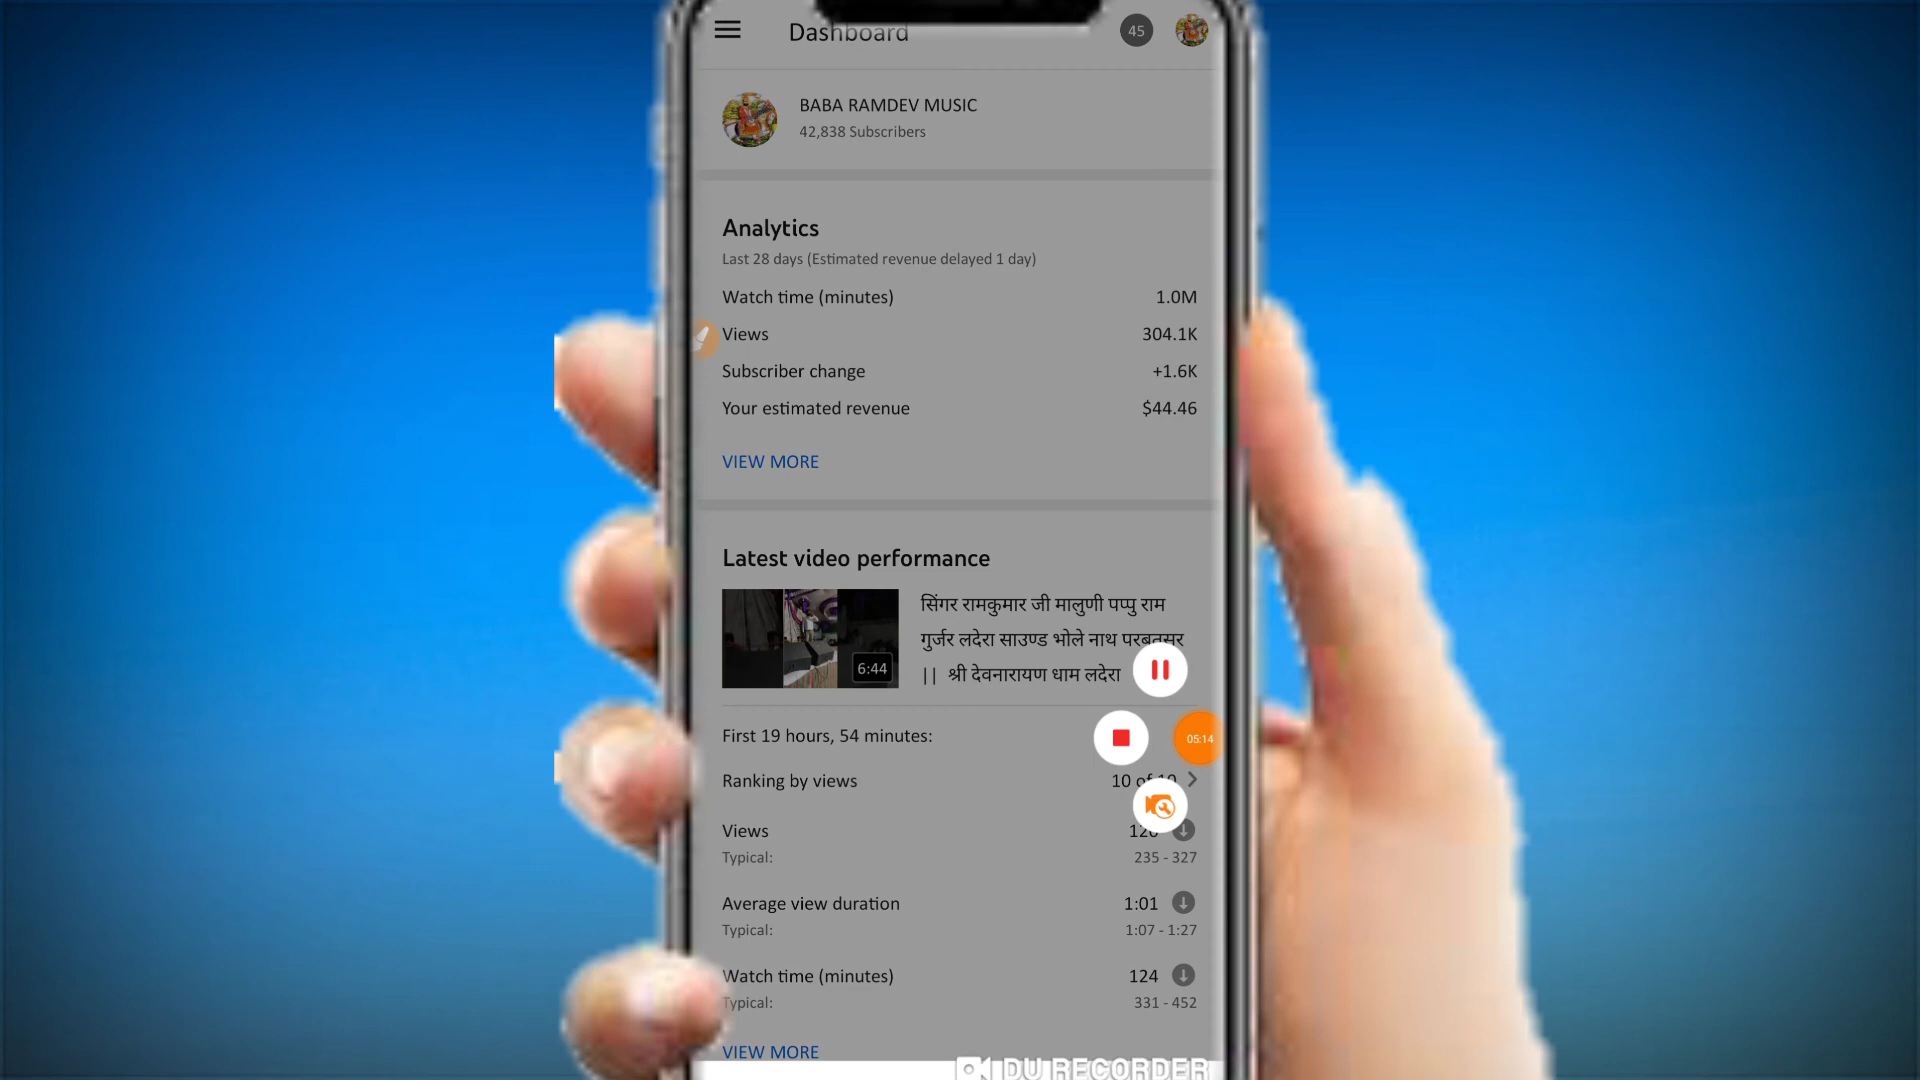 Dashboard
45
BABA RAMDEV MUSIC
42,838 Subscribers
Analytics
Last 28 days (Estimated revenue delayed 1 day)
Watch time (minutes) 1.0M
Views 304.1K
Subscriber change +1.6K
Your estimated revenue $44.46
VIEW MORE
Latest video performance
6:44
सिंगर रामकुमार जी मालुणी पप्पु राम
गुर्जर लदेरा साउण्ड भोले नाथ परबतसर
|| श्री देवनारायण धाम लदेरा
First 19 hours, 54 minutes:
05:14
Ranking by views 10 of 10
Views
Typical: 235 - 327
Average view duration 1:01
Typical: 1:07 - 1:27
Watch time (minutes) 124
Typical: 331 - 452
VIEW MORE
DU RECORDER